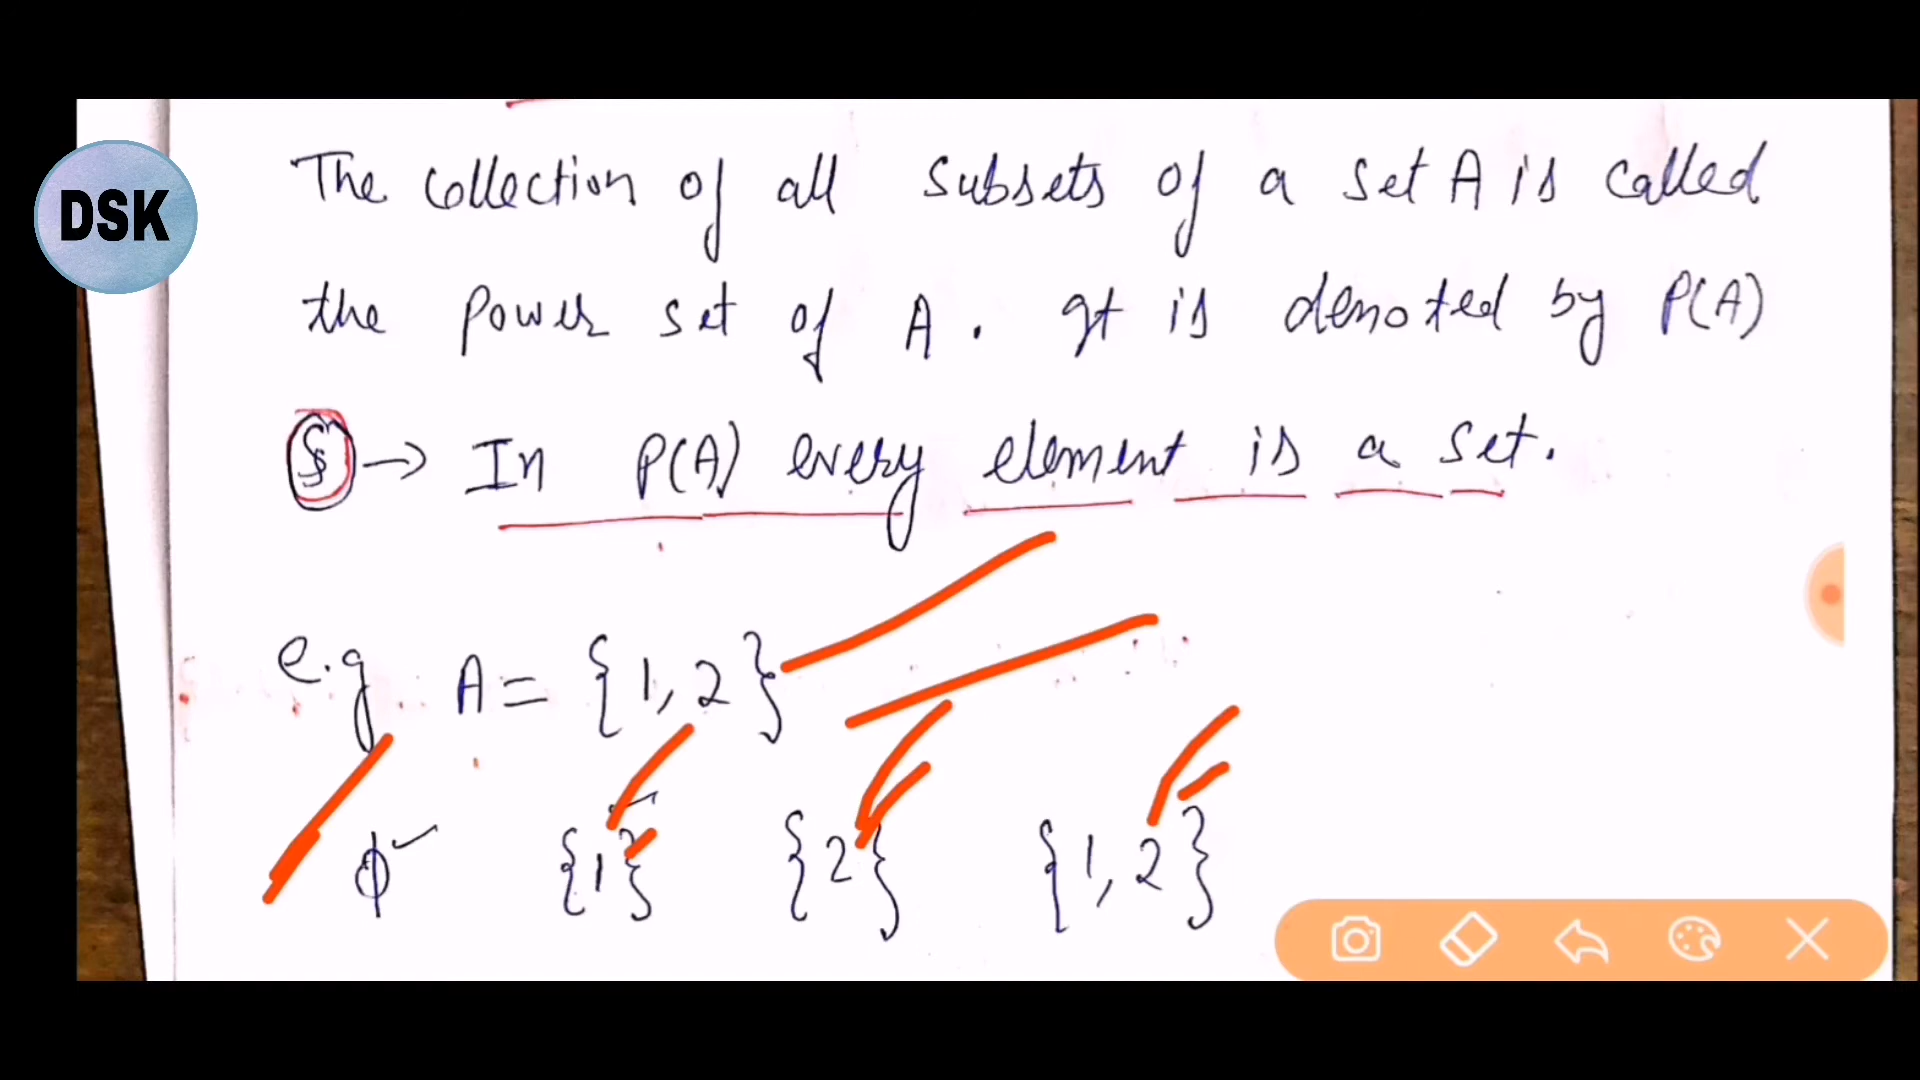 DSK
The collection of all subsets of a set A is called
the power set of A. It is denoted by P(A)
§ → In P(A) every element is a set.
e.g A = {1, 2}
ϕ {1} {2} {1, 2}